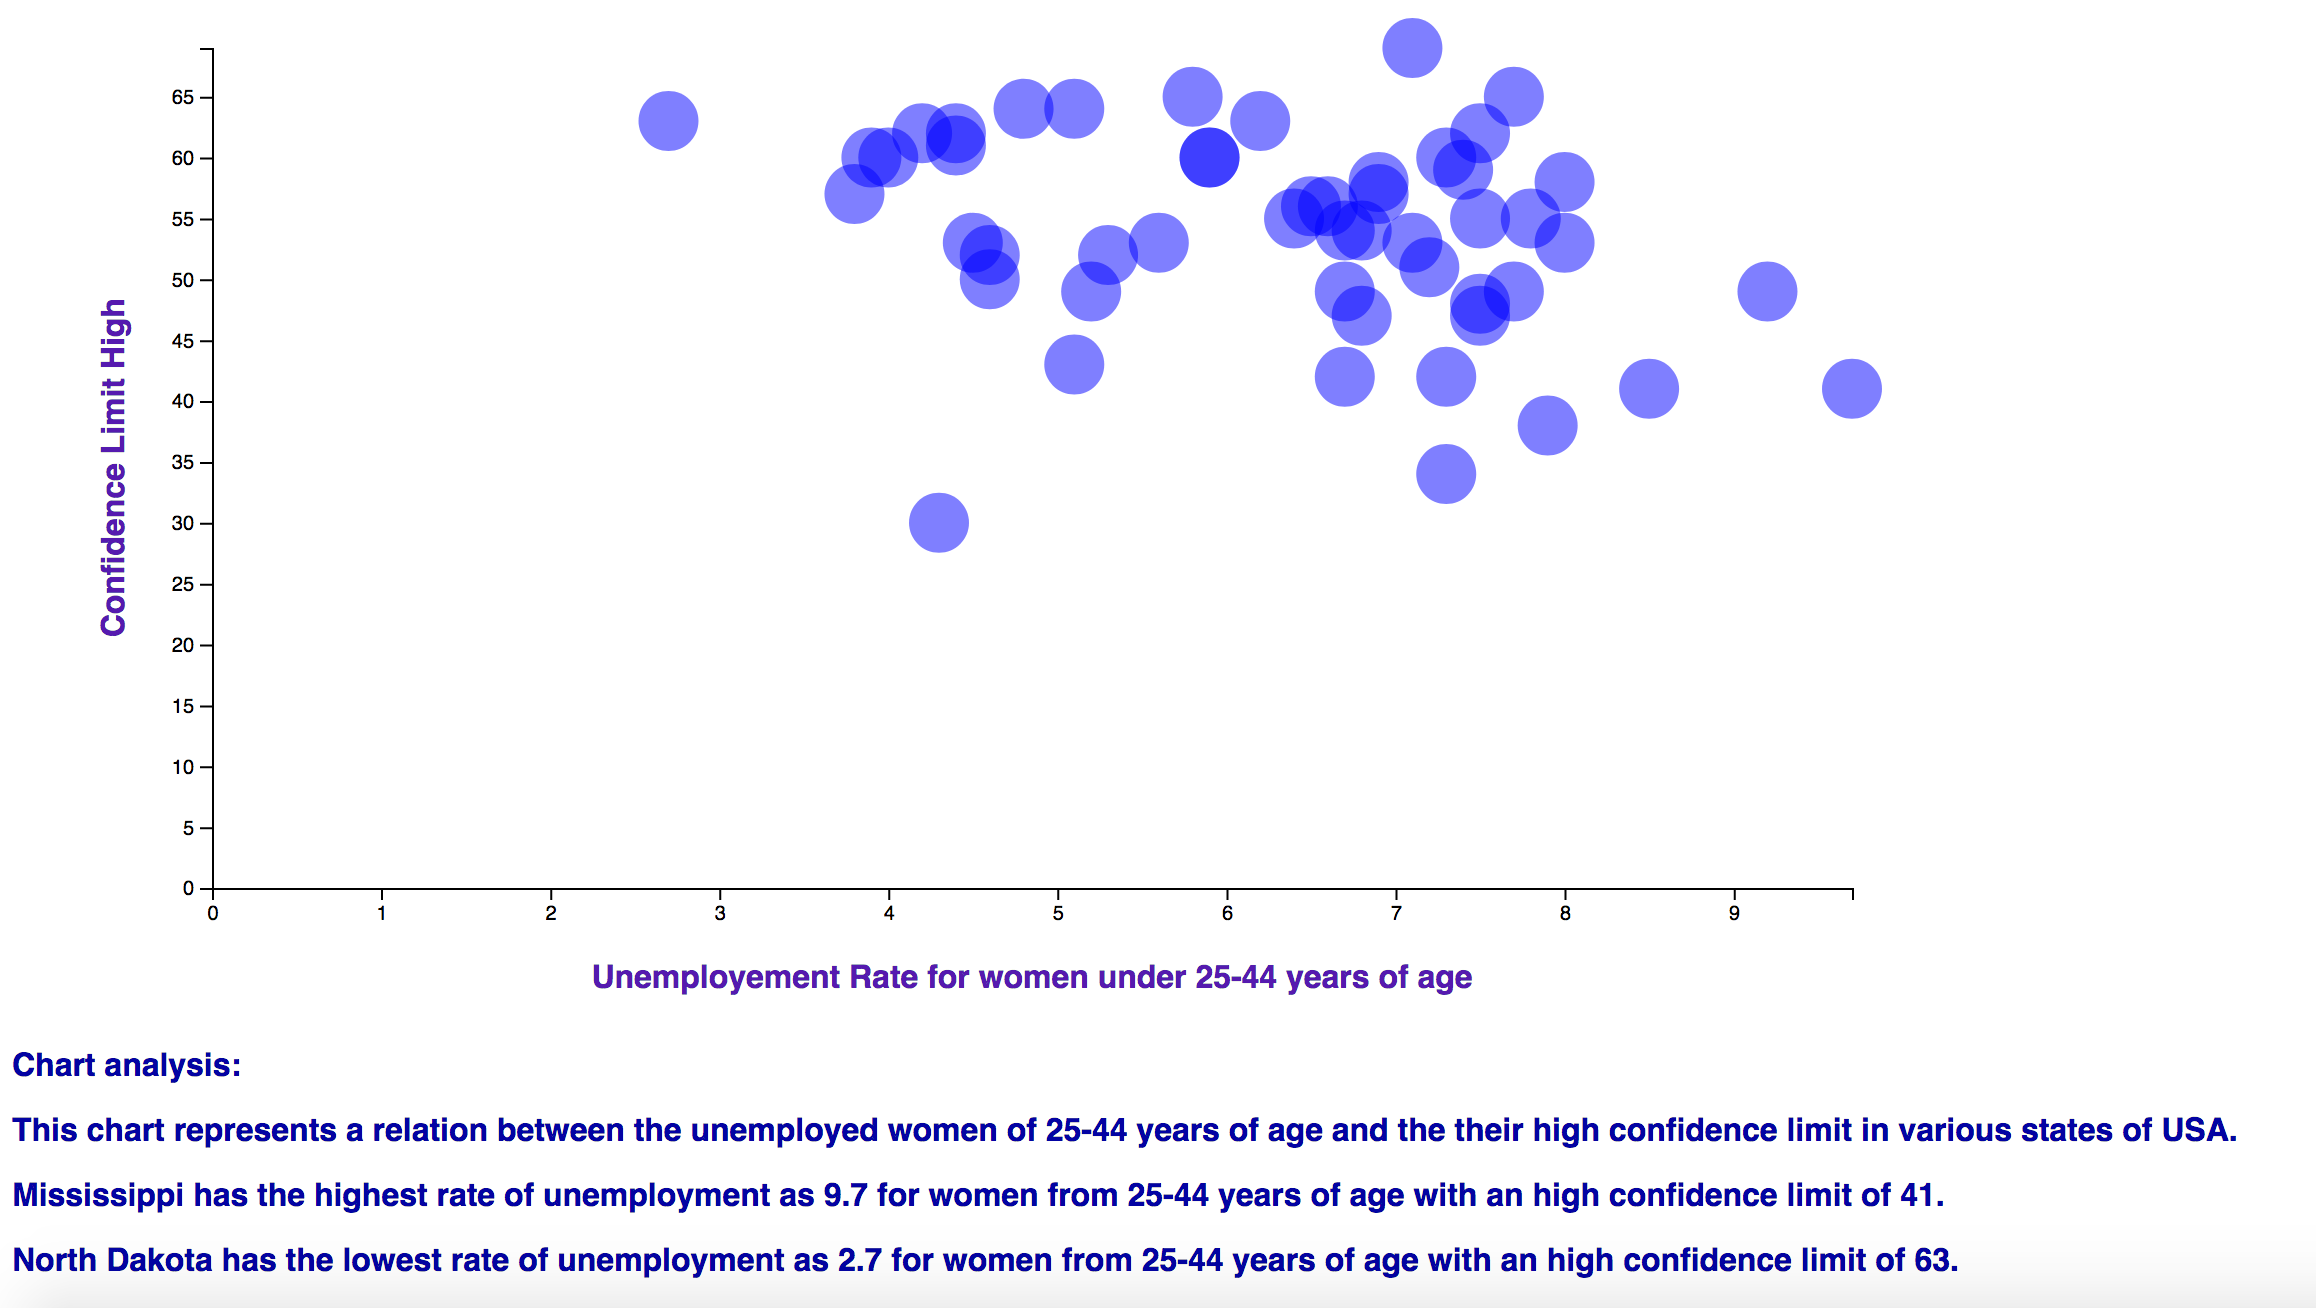 65
60
55
50
45
40
35
30
25
20
15
10
5
0
Confidence Limit High
0 1 2 3 4 5 6 7 8 9
Unemployement Rate for women under 25-44 years of age
Chart analysis:
This chart represents a relation between the unemployed women of 25-44 years of age and the their high confidence limit in various states of USA.
Mississippi has the highest rate of unemployment as 9.7 for women from 25-44 years of age with an high confidence limit of 41.
North Dakota has the lowest rate of unemployment as 2.7 for women from 25-44 years of age with an high confidence limit of 63.